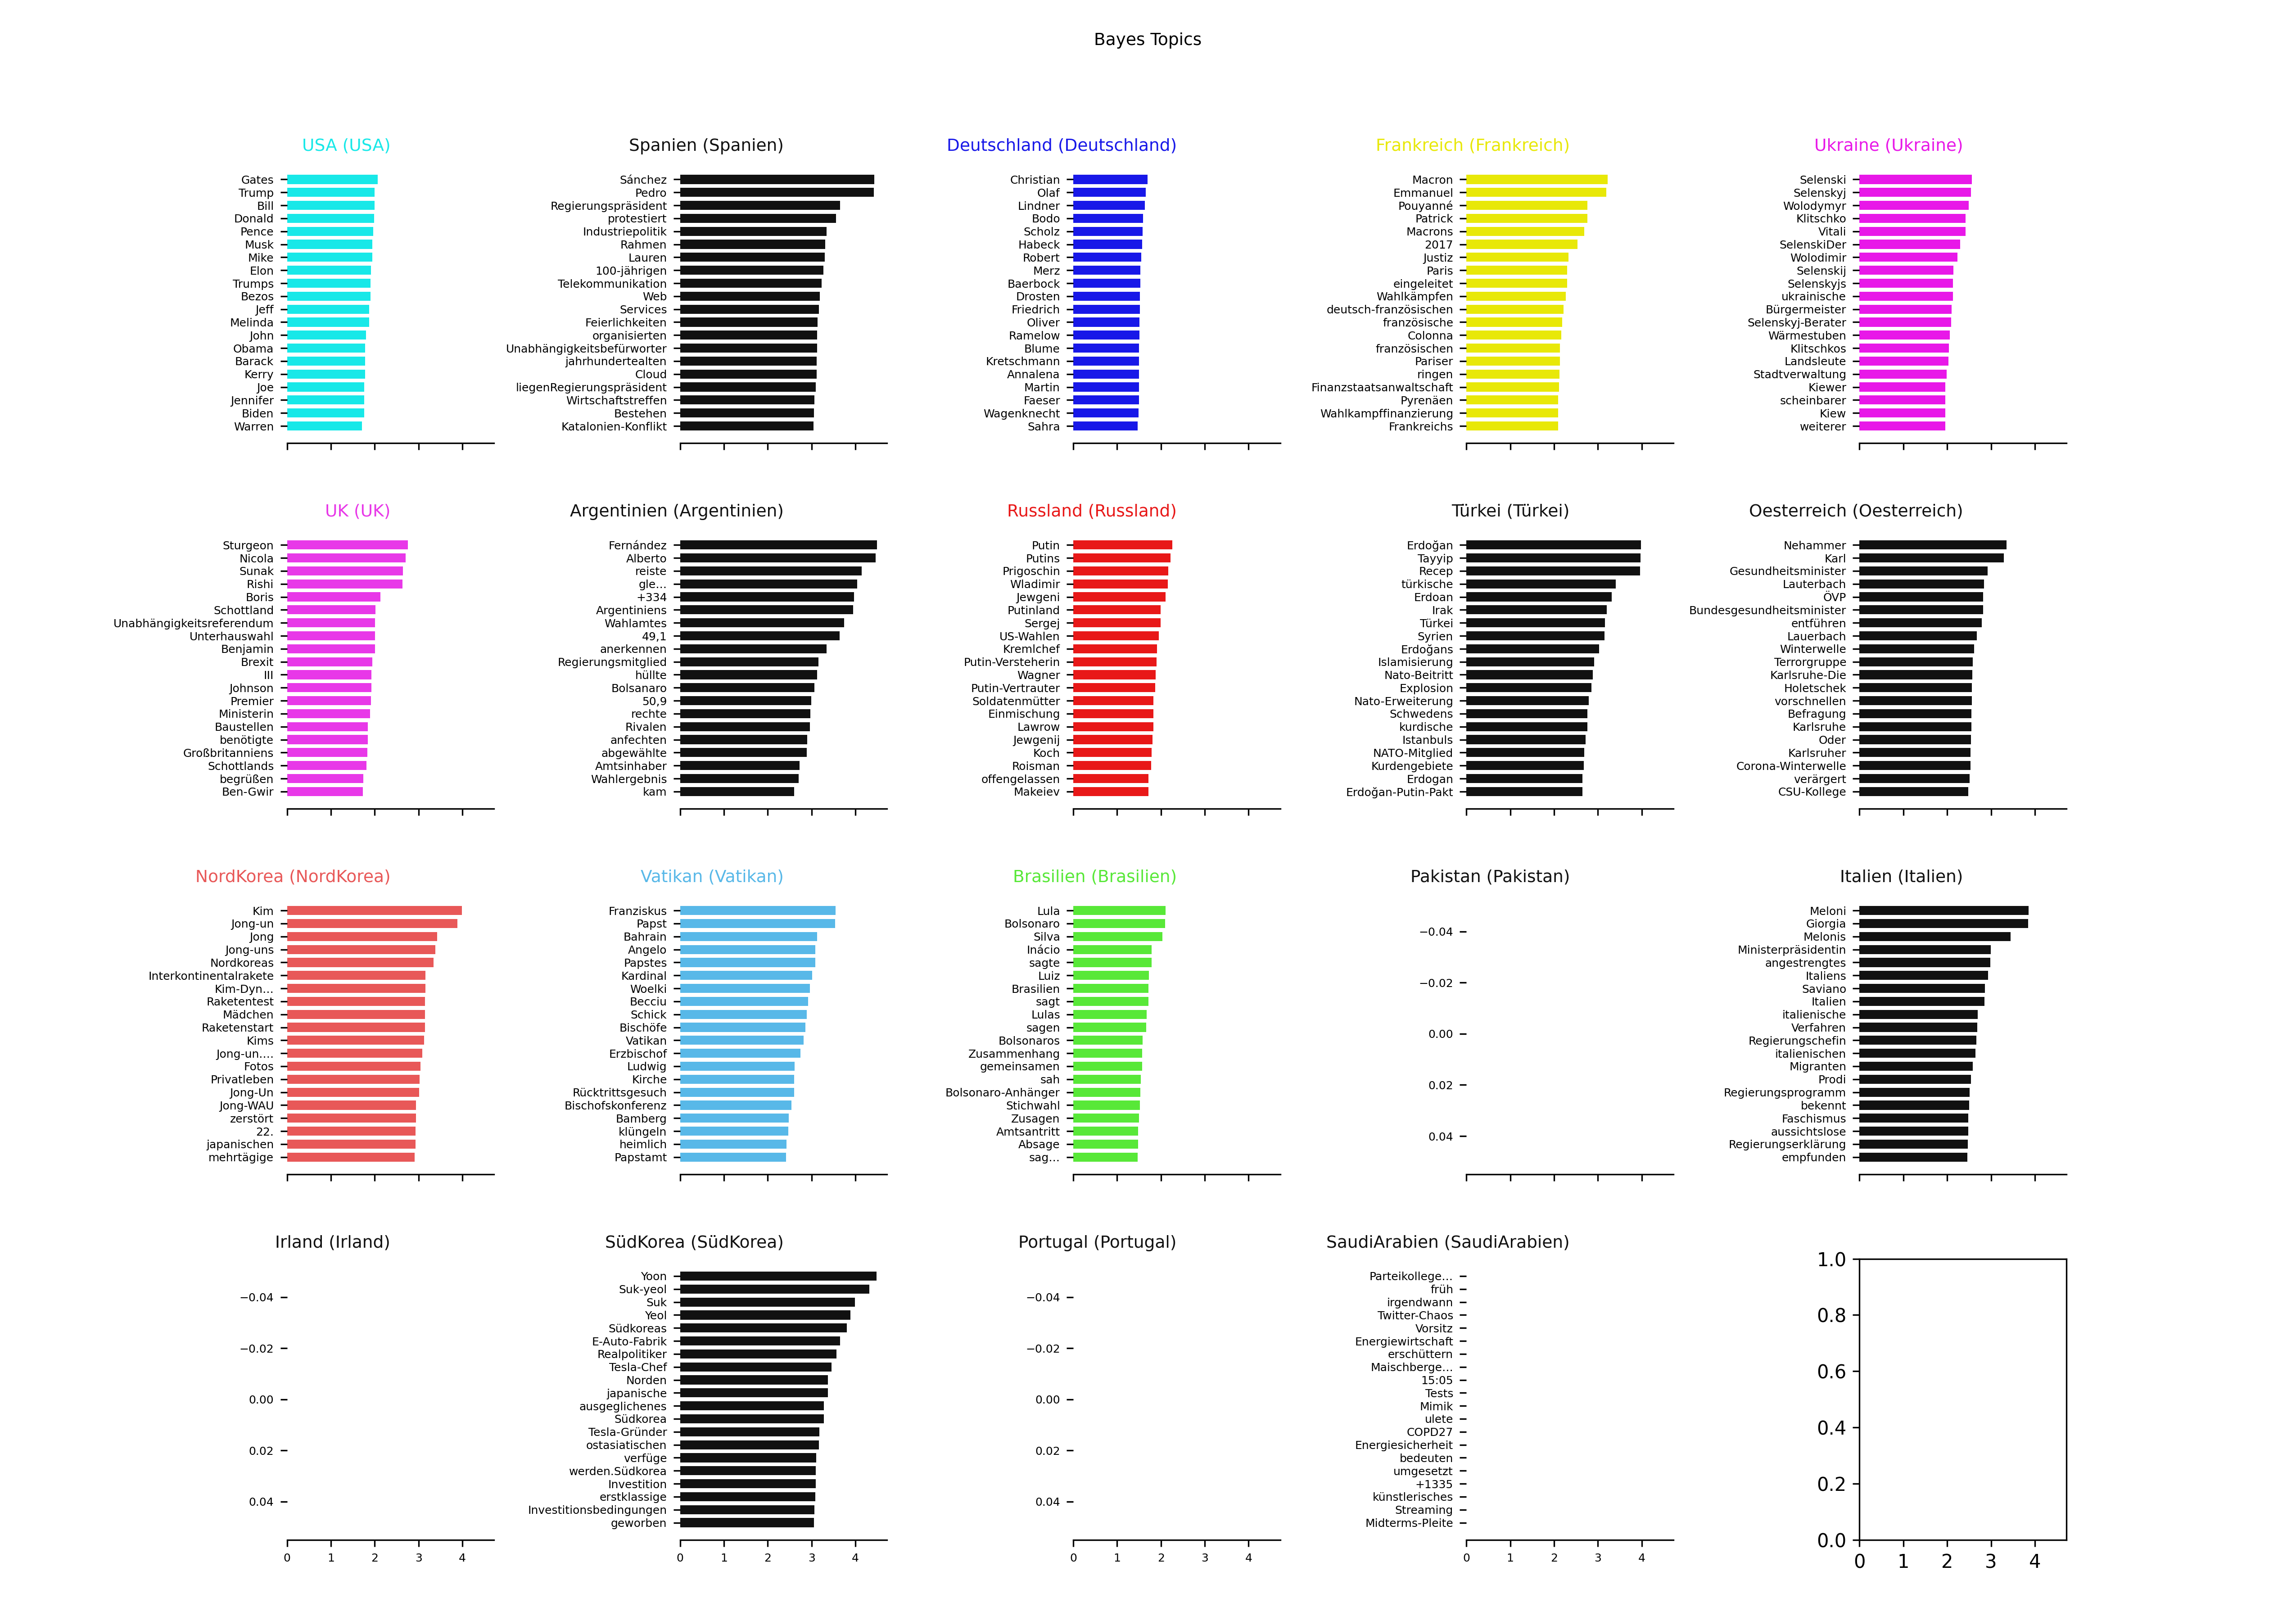 Bayes Topics
USA (USA)
Gates
Trump
Bill
Donald
Pence
Musk
Mike
Elon
Trumps
Bezos
Jeff
Melinda
John
Obama
Barack
Kerry
Joe
Jennifer
Biden
Warren
Spanien (Spanien)
Sánchez
Pedro
Regierungspräsident
protestiert
Industriepolitik
Rahmen
Lauren
100-jährigen
Telekommunikation
Web
Services
Feierlichkeiten
organisierten
Unabhängigkeitsbefürworter
jahrhundertealten
Cloud
liegenRegierungspräsident
Wirtschaftstreffen
Bestehen
Katalonien-Konflikt
Deutschland (Deutschland)
Christian
Olaf
Lindner
Bodo
Scholz
Habeck
Robert
Merz
Baerbock
Drosten
Friedrich
Oliver
Ramelow
Blume
Kretschmann
Annalena
Martin
Faeser
Wagenknecht
Sahra
Frankreich (Frankreich)
Macron
Emmanuel
Pouyanné
Patrick
Macrons
2017
Justiz
Paris
eingeleitet
Wahlkämpfen
deutsch-französischen
französische
Colonna
französischen
Pariser
ringen
Finanzstaatsanwaltschaft
Pyrenäen
Wahlkampffinanzierung
Frankreichs
Ukraine (Ukraine)
Selenski
Selenskyj
Wolodymyr
Klitschko
Vitali
SelenskiDer
Wolodimir
Selenskij
Selenskyjs
ukrainische
Bürgermeister
Selenskyj-Berater
Wärmestuben
Klitschkos
Landsleute
Stadtverwaltung
Kiewer
scheinbarer
Kiew
weiterer
UK (UK)
Sturgeon
Nicola
Sunak
Rishi
Boris
Schottland
Unabhängigkeitsreferendum
Unterhauswahl
Benjamin
Brexit
III
Johnson
Premier
Ministerin
Baustellen
benötigte
Großbritanniens
Schottlands
begrüßen
Ben-Gwir
Argentinien (Argentinien)
Fernández
Alberto
reiste
gle...
+334
Argentiniens
Wahlamtes
49,1
anerkennen
Regierungsmitglied
hüllte
Bolsanaro
50,9
rechte
Rivalen
anfechten
abgewählte
Amtsinhaber
Wahlergebnis
kam
Russland (Russland)
Putin
Putins
Prigoschin
Wladimir
Jewgeni
Putinland
Sergej
US-Wahlen
Kremlchef
Putin-Versteherin
Wagner
Putin-Vertrauter
Soldatenmütter
Einmischung
Lawrow
Jewgenij
Koch
Roisman
offengelassen
Makeiev
Türkei (Türkei)
Erdoğan
Tayyip
Recep
türkische
Erdoan
Irak
Türkei
Syrien
Erdoğans
Islamisierung
Nato-Beitritt
Explosion
Nato-Erweiterung
Schwedens
kurdische
Istanbuls
NATO-Mitglied
Kurdengebiete
Erdogan
Erdoğan-Putin-Pakt
Oesterreich (Oesterreich)
Nehammer
Karl
Gesundheitsminister
Lauterbach
ÖVP
Bundesgesundheitsminister
entführen
Lauerbach
Winterwelle
Terrorgruppe
Karlsruhe-Die
Holetschek
vorschnellen
Befragung
Karlsruhe
Oder
Karlsruher
Corona-Winterwelle
verärgert
CSU-Kollege
NordKorea (NordKorea)
Kim
Jong-un
Jong
Jong-uns
Nordkoreas
Interkontinentalrakete
Kim-Dyn...
Raketentest
Mädchen
Raketenstart
Kims
Jong-un....
Fotos
Privatleben
Jong-Un
Jong-WAU
zerstört
22.
japanischen
mehrtägige
Vatikan (Vatikan)
Franziskus
Papst
Bahrain
Angelo
Papstes
Kardinal
Woelki
Becciu
Schick
Bischöfe
Vatikan
Erzbischof
Ludwig
Kirche
Rücktrittsgesuch
Bischofskonferenz
Bamberg
klüngeln
heimlich
Papstamt
Brasilien (Brasilien)
Lula
Bolsonaro
Silva
Inácio
sagte
Luiz
Brasilien
sagt
Lulas
sagen
Bolsonaros
Zusammenhang
gemeinsamen
sah
Bolsonaro-Anhänger
Stichwahl
Zusagen
Amtsantritt
Absage
sag...
Pakistan (Pakistan)
−0.04
−0.02
0.00
0.02
0.04
Italien (Italien)
Meloni
Giorgia
Melonis
Ministerpräsidentin
angestrengtes
Italiens
Saviano
Italien
italienische
Verfahren
Regierungschefin
italienischen
Migranten
Prodi
Regierungsprogramm
bekennt
Faschismus
aussichtslose
Regierungserklärung
empfunden
Irland (Irland)
−0.04
−0.02
0.00
0.02
0.04
0 1 2 3 4
SüdKorea (SüdKorea)
Yoon
Suk-yeol
Suk
Yeol
Südkoreas
E-Auto-Fabrik
Realpolitiker
Tesla-Chef
Norden
japanische
ausgeglichenes
Südkorea
Tesla-Gründer
ostasiatischen
verfüge
werden.Südkorea
Investition
erstklassige
Investitionsbedingungen
geworben
0 1 2 3 4
Portugal (Portugal)
−0.04
−0.02
0.00
0.02
0.04
0 1 2 3 4
SaudiArabien (SaudiArabien)
Parteikollege...
früh
irgendwann
Twitter-Chaos
Vorsitz
Energiewirtschaft
erschüttern
Maischberge...
15:05
Tests
Mimik
ulete
COPD27
Energiesicherheit
bedeuten
umgesetzt
+1335
künstlerisches
Streaming
Midterms-Pleite
0 1 2 3 4
1.0
0.8
0.6
0.4
0.2
0.0
0 1 2 3 4